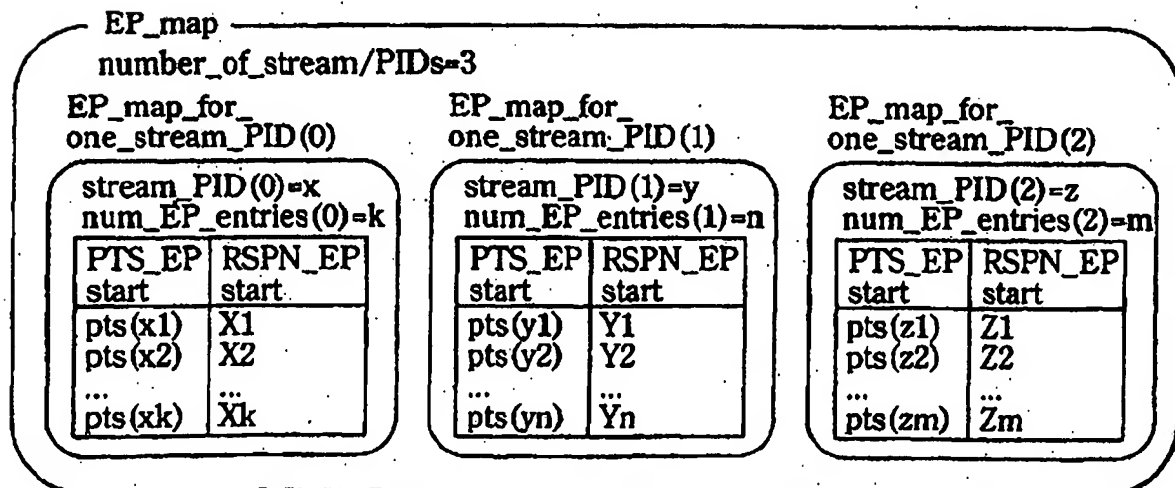 EP_map
number_of_stream/PIDs=3
EP_map_for_
one_stream_PID(0)
stream_PID(0)=x
num_EP_entries(0)=k
PTS_EP RSPN_EP
start start
pts(x1) X1
pts(x2) X2
... ...
pts(xk) Xk
EP_map_for_
one_stream_PID(1)
stream_PID(1)=y
num_EP_entries(1)=n
PTS_EP RSPN_EP
start start
pts(y1) Y1
pts(y2) Y2
... ...
pts(yn) Yn
EP_map_for_
one_stream_PID(2)
stream_PID(2)=z
num_EP_entries(2)=m
PTS_EP RSPN_EP
start start
pts(z1) Z1
pts(z2) Z2
... ...
pts(zm) Zm